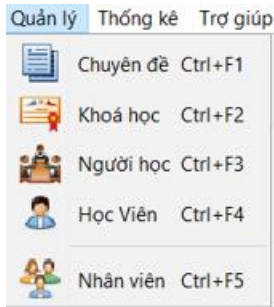 Quản lý Thống kê Trợ giúp
Chuyên đề Ctrl+F1
Khoá học Ctrl+F2
Người học Ctrl+F3
Học Viên Ctrl+F4
Nhân viên Ctrl+F5